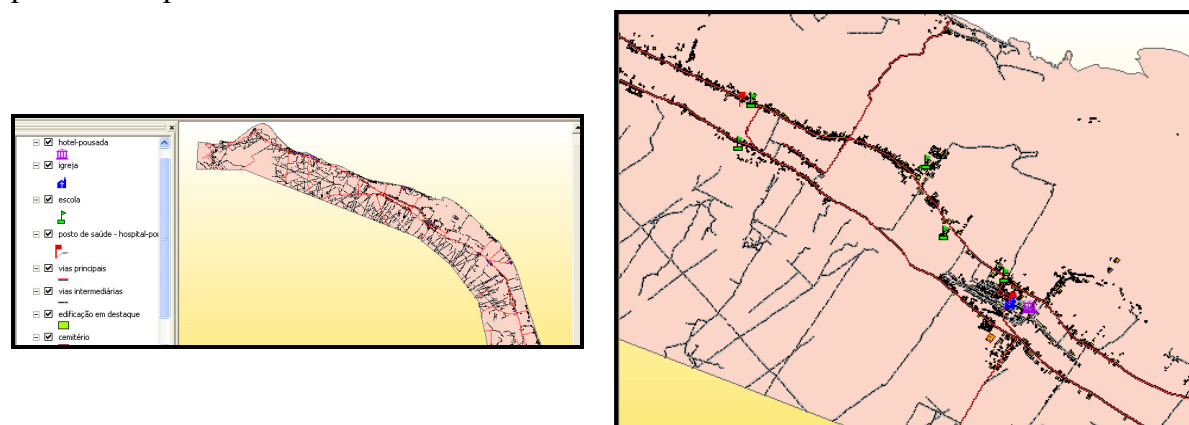 hotel-pousada
igreja
escola
posto de saúde - hospital-po
vias principais
vias intermediárias
edificação em destaque
cemitério